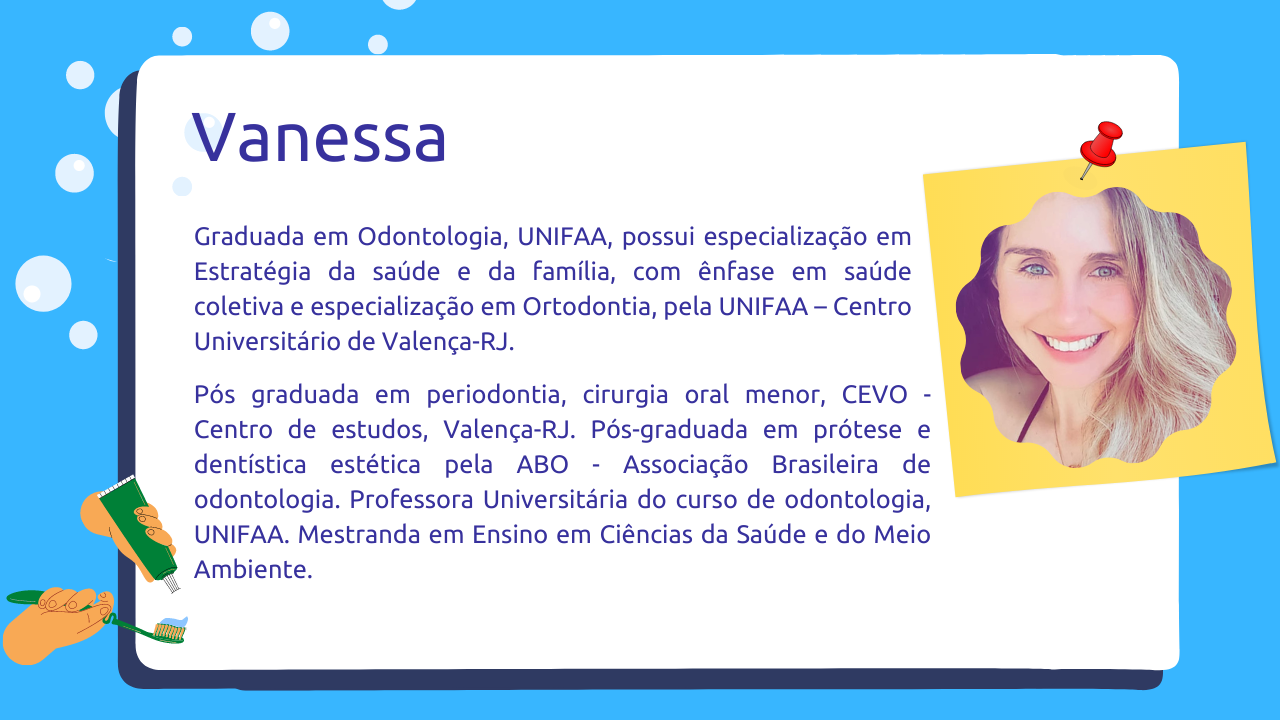 Vanessa
Graduada em Odontologia, UNIFAA, possui especialização em
Estratégia da saúde e da família, com ênfase em saúde
coletiva e especialização em Ortodontia, pela UNIFAA – Centro
Universitário de Valença-RJ.
Pós graduada em periodontia, cirurgia oral menor, CEVO -
Centro de estudos, Valença-RJ. Pós-graduada em prótese e
dentística estética pela ABO - Associação Brasileira de
odontologia. Professora Universitária do curso de odontologia,
UNIFAA. Mestranda em Ensino em Ciências da Saúde e do Meio
Ambiente.